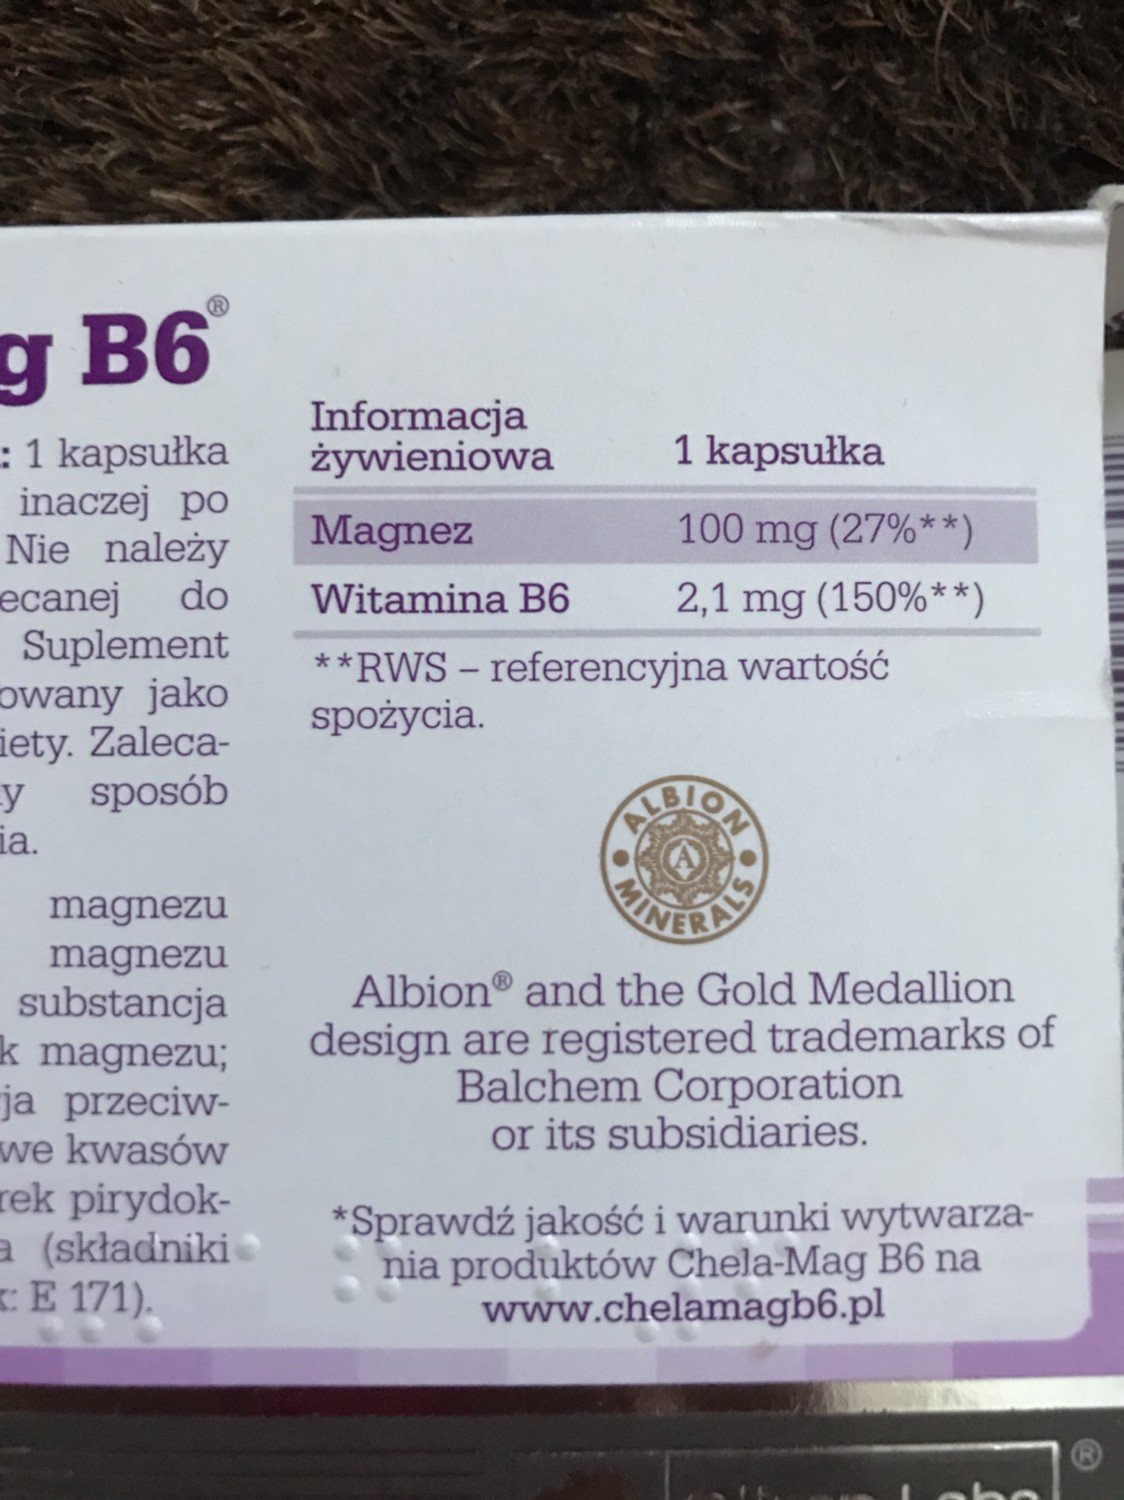 g B6®
: 1 kapsułka
inaczej po
Nie należy
ecanej do
Suplement
owany jako
iety. Zaleca-
y sposób
ia.
magnezu
magnezu
substancja
k magnezu;
ja przeciw-
we kwasów
rek pirydok-
a (składniki
: E 171).
Informacja
żywieniowa 1 kapsułka
Magnez 100 mg (27%**)
Witamina B6 2,1 mg (150%**)
**RWS – referencyjna wartość
spożycia.
ALBION
A
MINERALS
Albion® and the Gold Medallion
design are registered trademarks of
Balchem Corporation
or its subsidiaries.
*Sprawdź jakość i warunki wytwarza-
nia produktów Chela-Mag B6 na
www.chelamagb6.pl
®